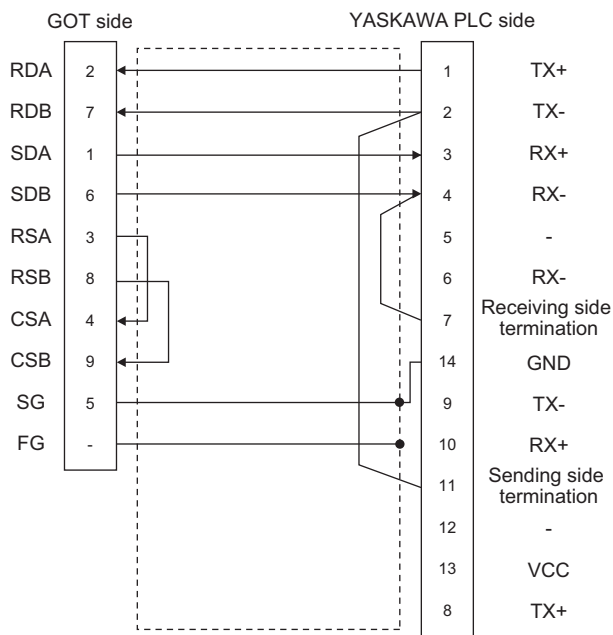 GOT side YASKAWA PLC side
RDA 2 1 TX+
RDB 7 2 TX-
SDA 1 3 RX+
SDB 6 4 RX-
RSA 3 5 -
RSB 8 6 RX-
CSA 4 7 Receiving side
termination
CSB 9 14 GND
SG 5 9 TX-
FG - 10 RX+
11 Sending side
termination
12 -
13 VCC
8 TX+